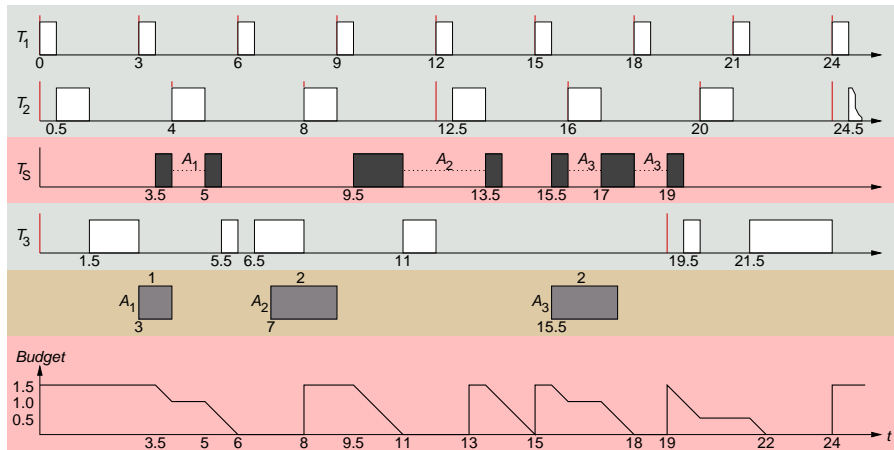 T1
0 3 6 9 12 15 18 21 24
T2
0.5 4 8 12.5 16 20 24.5
TS
A1 A2 A3 A3
3.5 5 9.5 13.5 15.5 17 19
T3
1.5 5.5 6.5 11 19.5 21.5
1 2 2
A1 A2 A3
3 7 15.5
Budget
1.5
1.0
0.5
3.5 5 6 8 9.5 11 13 15 18 19 22 24 t